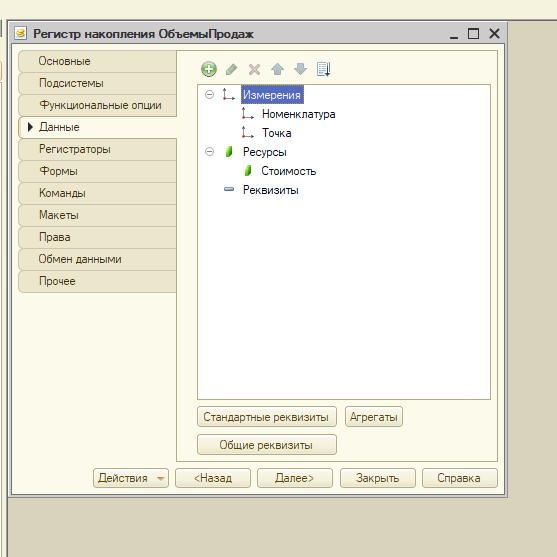 Регистр накопления ОбъемыПродаж
Основные
Подсистемы
Функциональные опции
Данные
Регистраторы
Формы
Команды
Макеты
Права
Обмен данными
Прочее
Измерения
Номенклатура
Точка
Ресурсы
Стоимость
Реквизиты
Стандартные реквизиты Агрегаты
Общие реквизиты
Действия <Назад Далее> Закрыть Справка